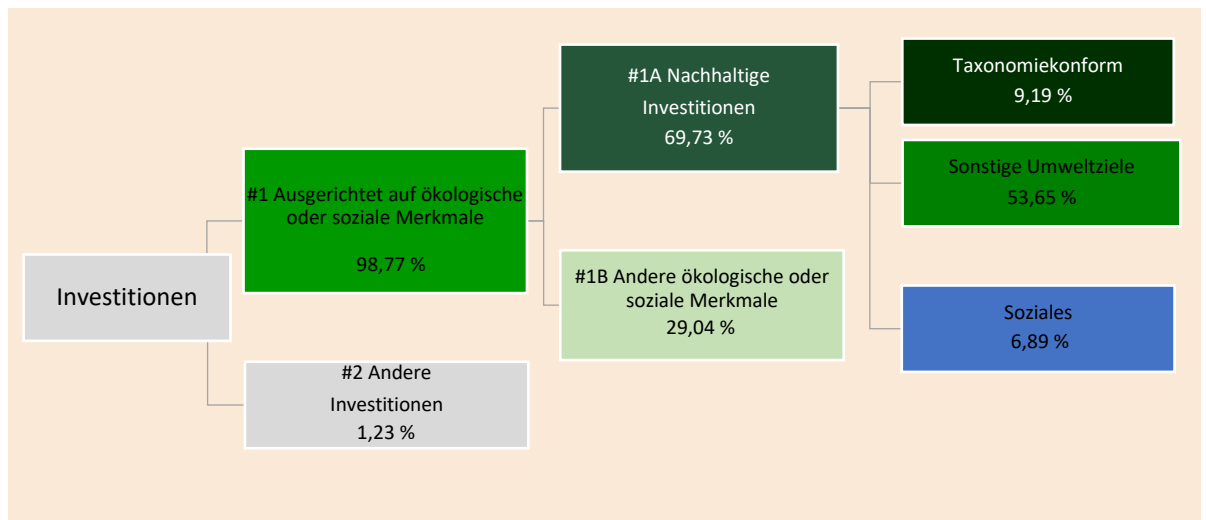 Investitionen
#1 Ausgerichtet auf ökologische
oder soziale Merkmale
98,77 %
#2 Andere
Investitionen
1,23 %
#1A Nachhaltige
Investitionen
69,73 %
#1B Andere ökologische oder
soziale Merkmale
29,04 %
Taxonomiekonform
9,19 %
Sonstige Umweltziele
53,65 %
Soziales
6,89 %